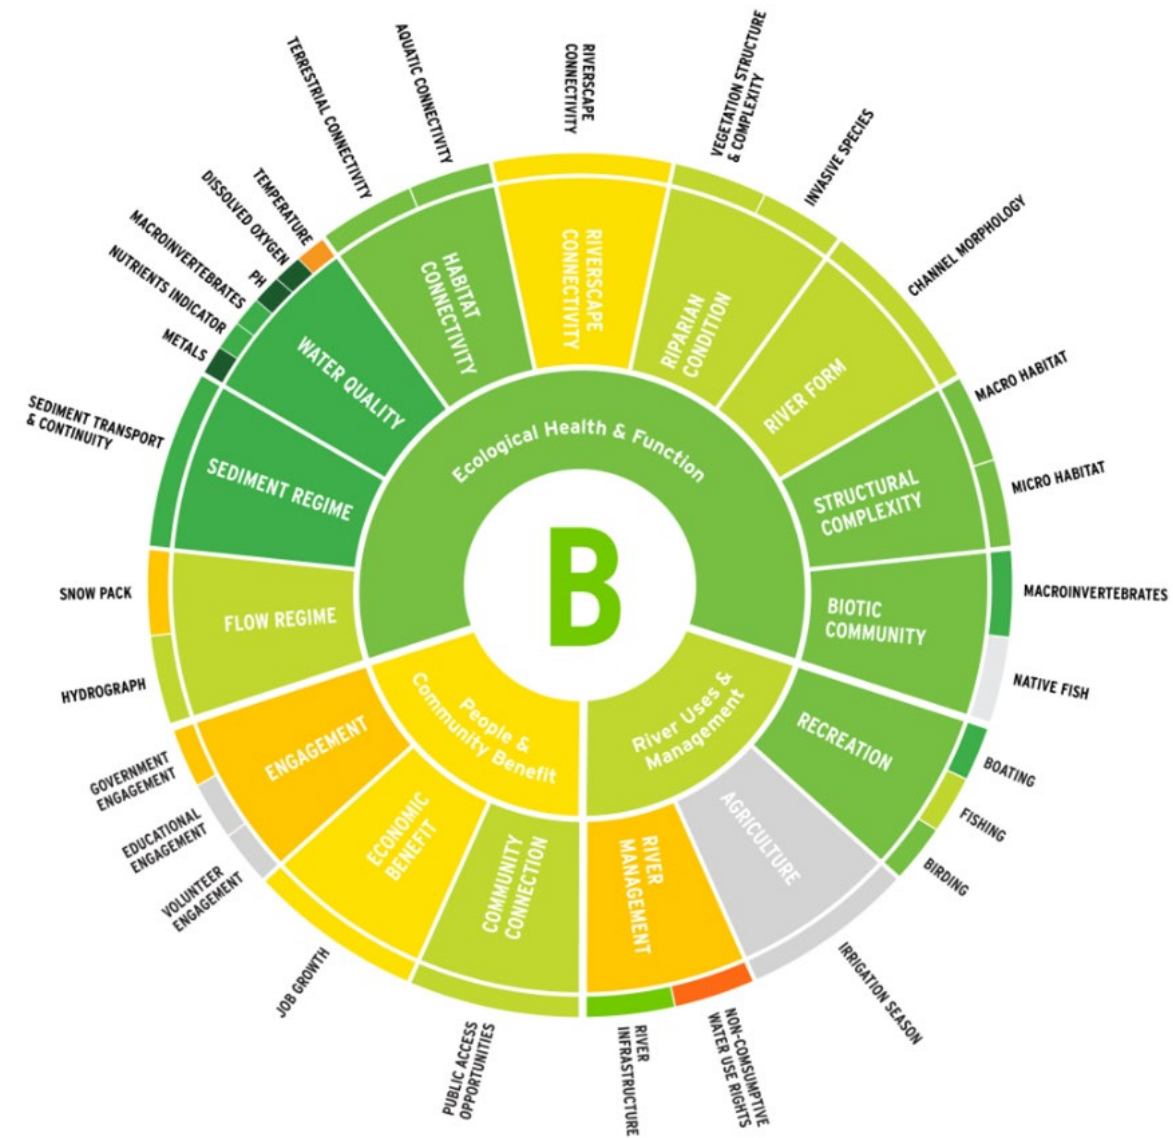 RIVERSCAPE
CONNECTIVITY
VEGETATION STRUCTURE
& COMPLEXITY
INVASIVE SPECIES
CHANNEL MORPHOLOGY
MACRO HABITAT
MICRO HABITAT
MACROINVERTEBRATES
NATIVE FISH
BOATING
FISHING
BIRDING
IRRIGATION SEASON
NON-COMSUMPTIVE
WATER USE RIGHTS
RIVER
INFRASTRUCTURE
PUBLIC ACCESS
OPPORTUNITIES
JOB GROWTH
VOLUNTEER
ENGAGEMENT
EDUCATIONAL
ENGAGEMENT
GOVERNMENT
ENGAGEMENT
HYDROGRAPH
SNOW PACK
SEDIMENT TRANSPORT
& CONTINUITY
METALS
NUTRIENTS INDICATOR
MACROINVERTEBRATES
PH
DISSOLVED OXYGEN
TEMPERATURE
TERRESTRIAL CONNECTIVITY
AQUATIC CONNECTIVITY
RIVERSCAPE
CONNECTIVITY
RIPARIAN
CONDITION
RIVER FORM
STRUCTURAL
COMPLEXITY
BIOTIC
COMMUNITY
RECREATION
AGRICULTURE
RIVER
MANAGEMENT
COMMUNITY
CONNECTION
ECONOMIC
BENEFIT
ENGAGEMENT
FLOW REGIME
SEDIMENT REGIME
WATER QUALITY
HABITAT
CONNECTIVITY
Ecological Health & Function
River Uses &
Management
People &
Community Benefit
B